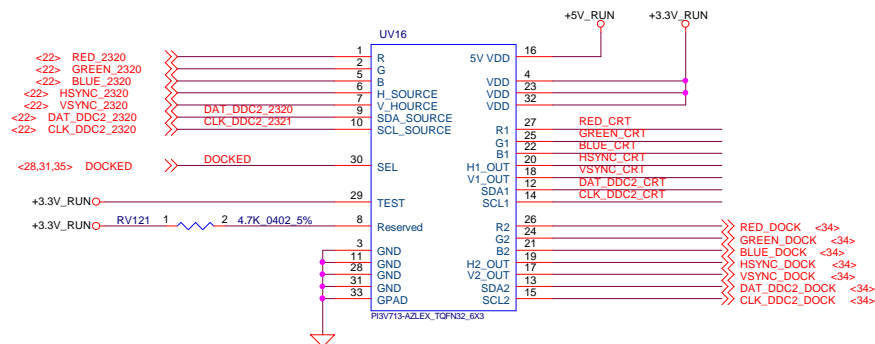 +5V_RUN +3.3V_RUN
UV16
<22> RED_2320 1 R 5V VDD 16
<22> GREEN_2320 2 G
<22> BLUE_2320 5 B VDD 4
<22> HSYNC_2320 6 H_SOURCE VDD 23
<22> VSYNC_2320 7 V_HOURCE VDD 32
<22> DAT_DDC2_2320 DAT_DDC2_2320 9 SDA_SOURCE
<22> CLK_DDC2_2320 CLK_DDC2_2321 10 SCL_SOURCE
R1 27 RED_CRT
G1 25 GREEN_CRT
B1 22 BLUE_CRT
<28,31,35> DOCKED DOCKED 30 SEL
H1_OUT 20 HSYNC_CRT
V1_OUT 18 VSYNC_CRT
SDA1 12 DAT_DDC2_CRT
+3.3V_RUN 29 TEST
SCL1 14 CLK_DDC2_CRT
+3.3V_RUN RV121 1 2 4.7K_0402_5% 8 Reserved
R2 26 RED_DOCK <34>
G2 24 GREEN_DOCK <34>
3 GND B2 21 BLUE_DOCK <34>
11 GND H2_OUT 19 HSYNC_DOCK <34>
28 GND V2_OUT 17 VSYNC_DOCK <34>
31 GND SDA2 13 DAT_DDC2_DOCK <34>
33 GPAD SCL2 15 CLK_DDC2_DOCK <34>
PI3V713-AZLEX_TQFN32_6X3